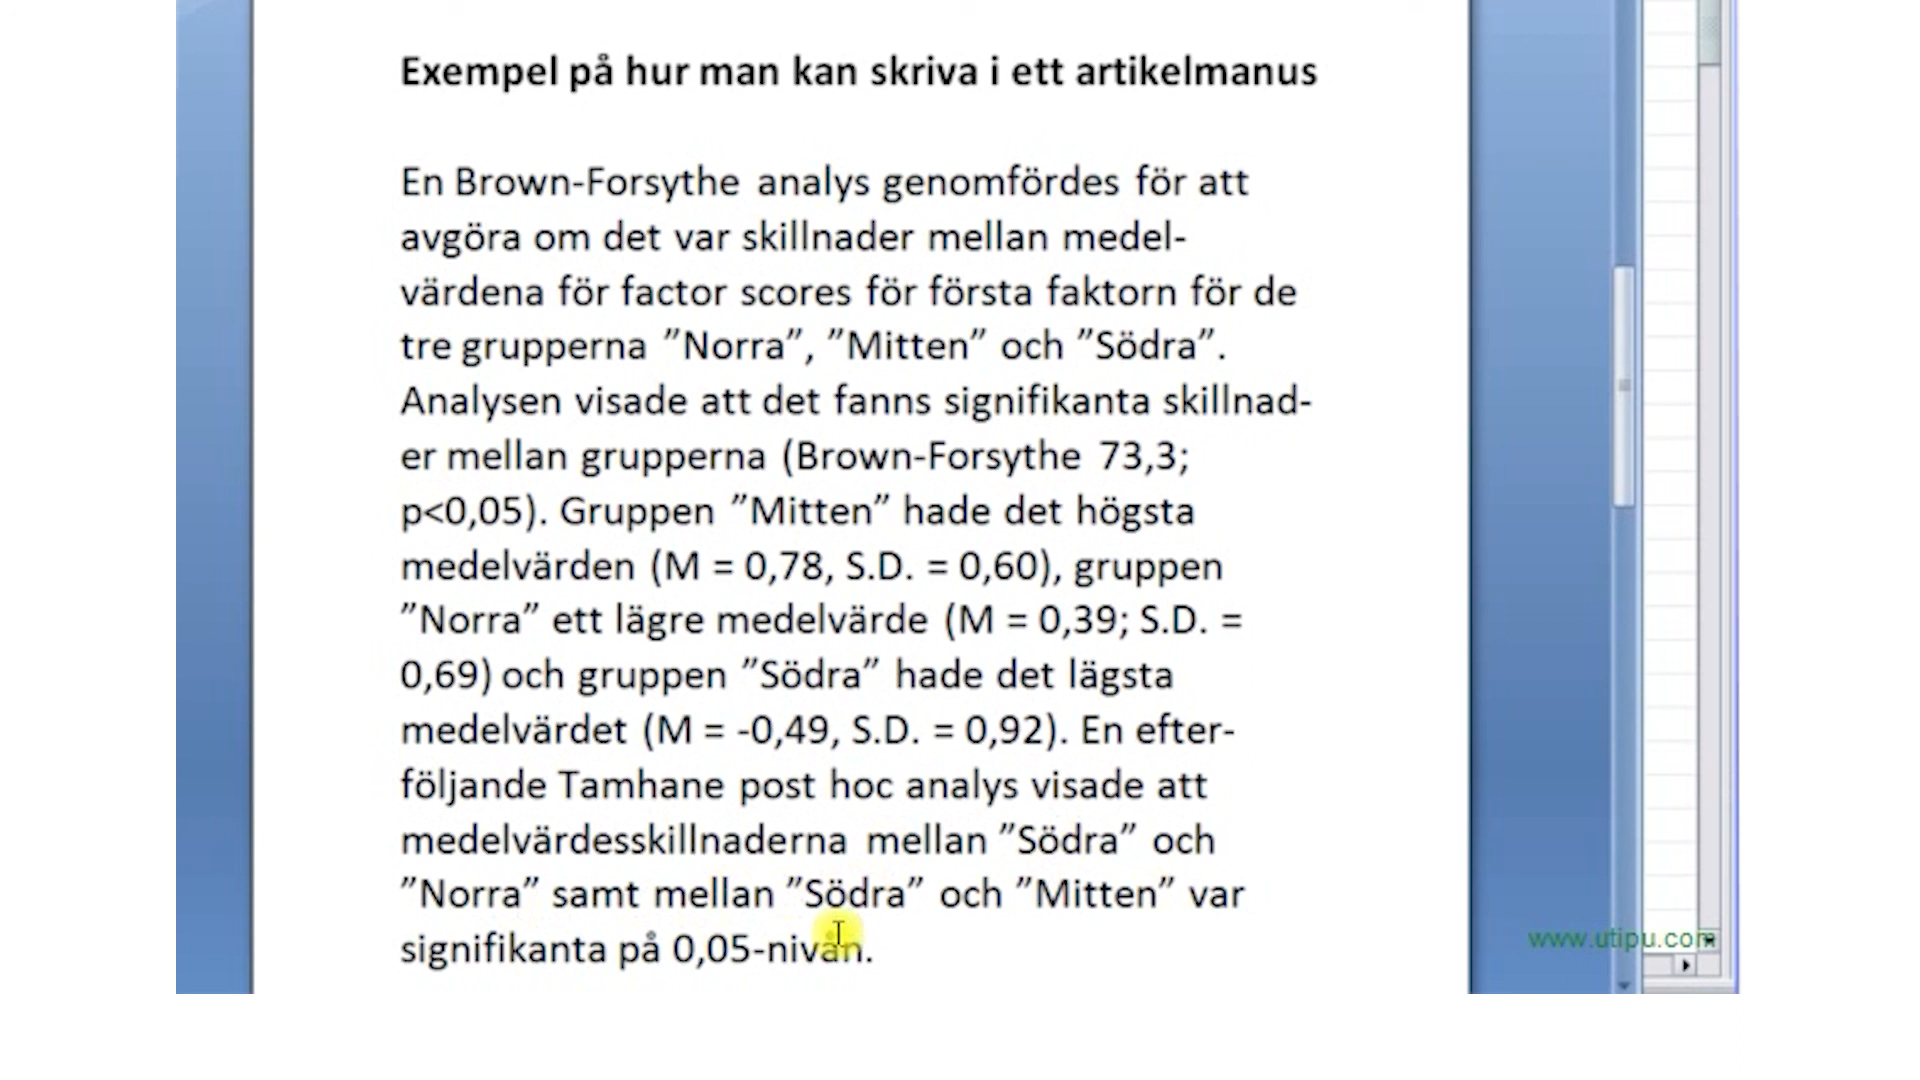 Exempel på hur man kan skriva i ett artikelmanus
En Brown-Forsythe analys genomfördes för att
avgöra om det var skillnader mellan medel-
värdena för factor scores för första faktorn för de
tre grupperna ”Norra”, ”Mitten” och ”Södra”.
Analysen visade att det fanns signifikanta skillnad-
er mellan grupperna (Brown-Forsythe 73,3;
p<0,05). Gruppen ”Mitten” hade det högsta
medelvärden (M = 0,78, S.D. = 0,60), gruppen
”Norra” ett lägre medelvärde (M = 0,39; S.D. =
0,69) och gruppen ”Södra” hade det lägsta
medelvärdet (M = -0,49, S.D. = 0,92). En efter-
följande Tamhane post hoc analys visade att
medelvärdesskillnaderna mellan ”Södra” och
”Norra” samt mellan ”Södra” och ”Mitten” var
signifikanta på 0,05-nivån.
www.utipu.com